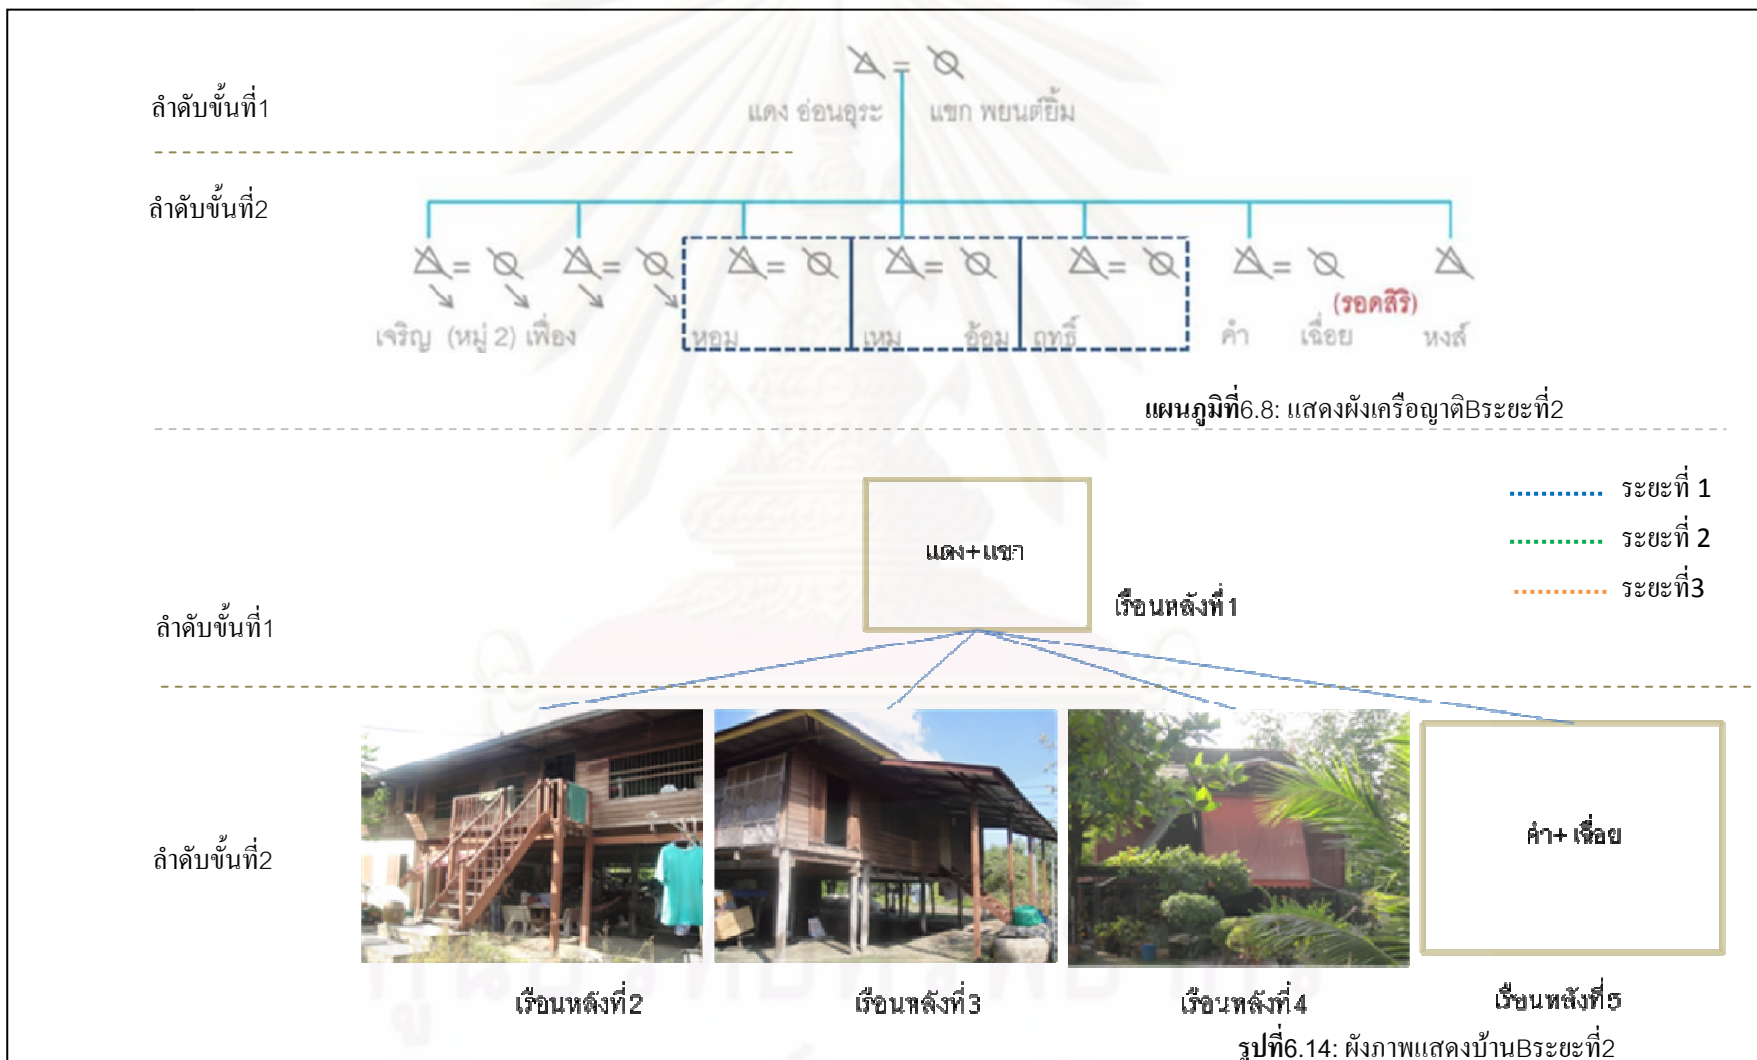 ลำดับขั้นที่1
แดง อ่อนอุระ แขก พยนต์ยิ้ม
ลำดับขั้นที่2
เจริญ (หมู่ 2) เฟื่อง หอม เหม อ้อม ฤทธิ์ คำ เฉื่อย (รอดสิริ) หงส์
แผนภูมิที่6.8: แสดงผังเครือญาติBระยะที่2
ระยะที่ 1
ระยะที่ 2
ระยะที่3
แดง+แขก
เรือนหลังที่1
ลำดับขั้นที่1
ลำดับขั้นที่2
คำ+ เฉื่อย
เรือนหลังที่2 เรือนหลังที่3 เรือนหลังที่4 เรือนหลังที่5
รูปที่6.14: ผังภาพแสดงบ้านBระยะที่2